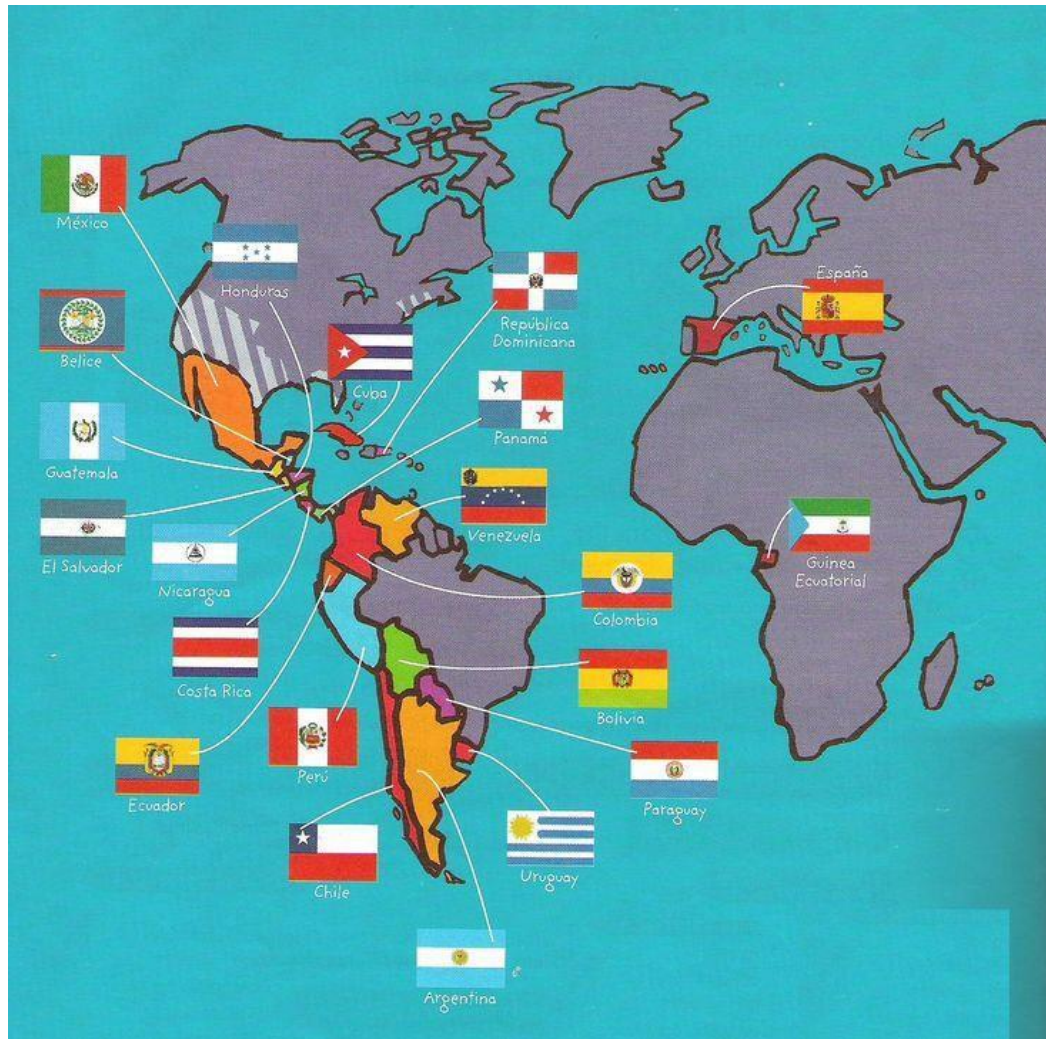 México
Honduras
República
Dominicana
España
Belice
Cuba
Panamá
Guatemala
Venezuela
El Salvador
Nicaragua
Guinea
Ecuatorial
Colombia
Costa Rica
Bolivia
Perú
Ecuador
Paraguay
Chile
Uruguay
Argentina